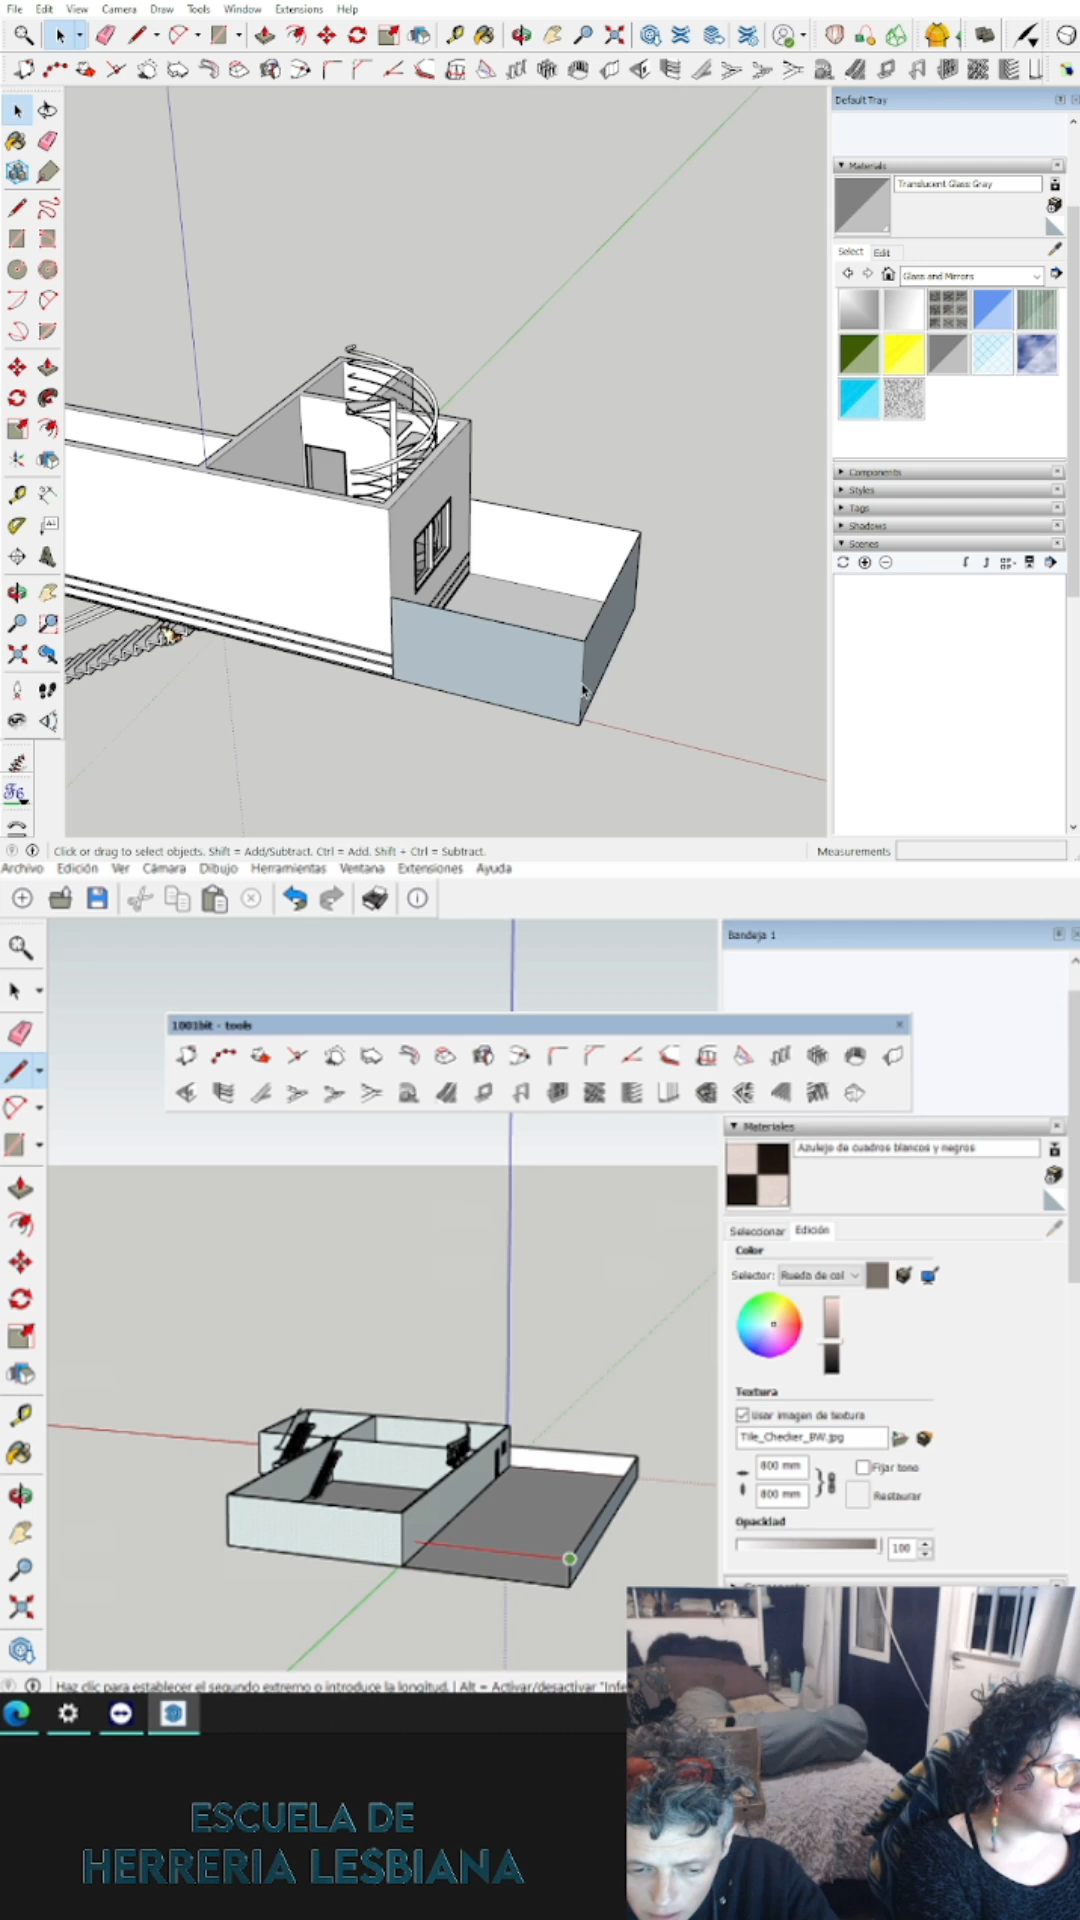 File Edit View Camera Draw Tools Window Extensions Help
Default Tray
Materials
Translucent Glass Gray
Select Edit
Glass and Mirrors
Components
Styles
Tags
Shadows
Scenes
Click or drag to select objects. Shift = Add/Subtract. Ctrl = Add. Shift + Ctrl = Subtract.
Measurements
Archivo Edición Ver Cámara Dibujo Herramientas Ventana Extensiones Ayuda
Bandeja 1
1001bit - tools
Materiales
Azulejo de cuadros blancos y negros
Seleccionar Edición
Color
Selector: Rueda de col
Textura
Usar imagen de textura
Tile_Checker_BW.jpg
800 mm
Fijar tono
800 mm
Restaurar
Opacidad
100
Haz clic para establecer el segundo extremo o introduce la longitud. | Alt = Activar/desactivar "Infe
ESCUELA DE
HERRERIA LESBIANA